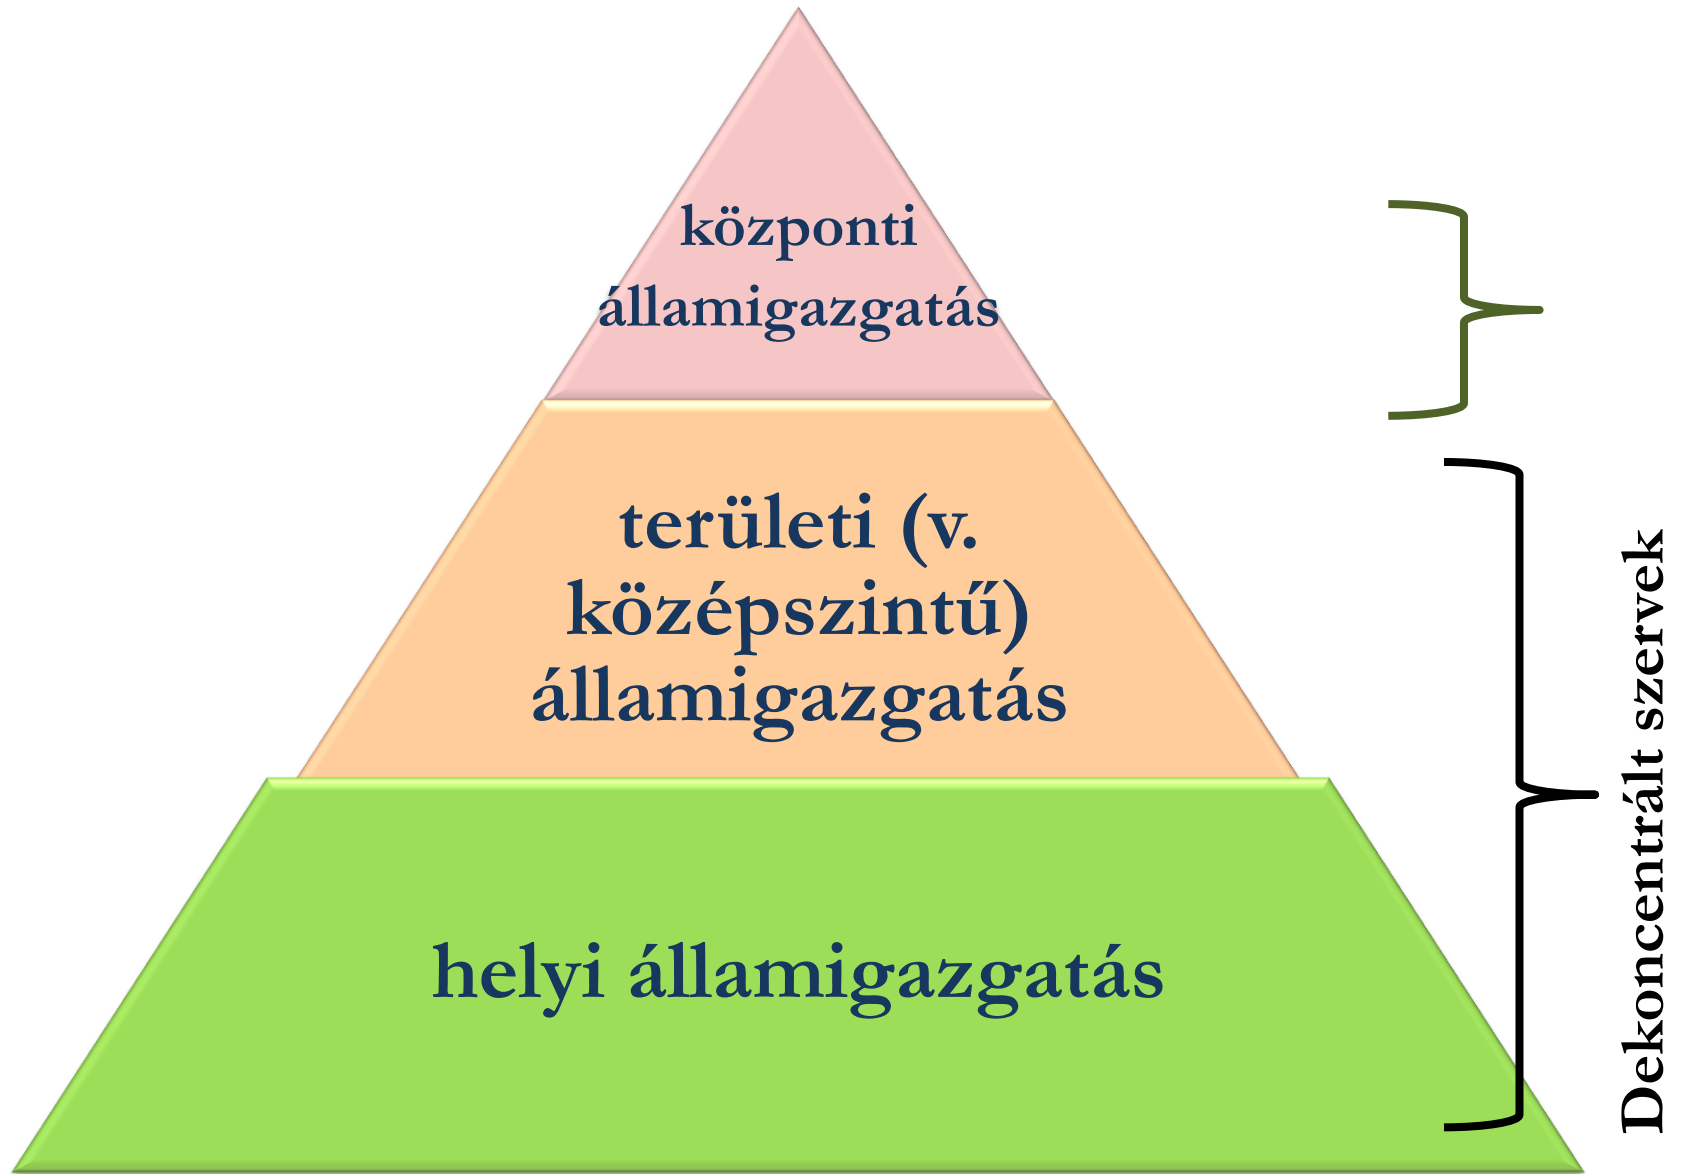 központi
államigazgatás
területi (v.
középszintű)
államigazgatás
helyi államigazgatás
Dekoncentrált szervek